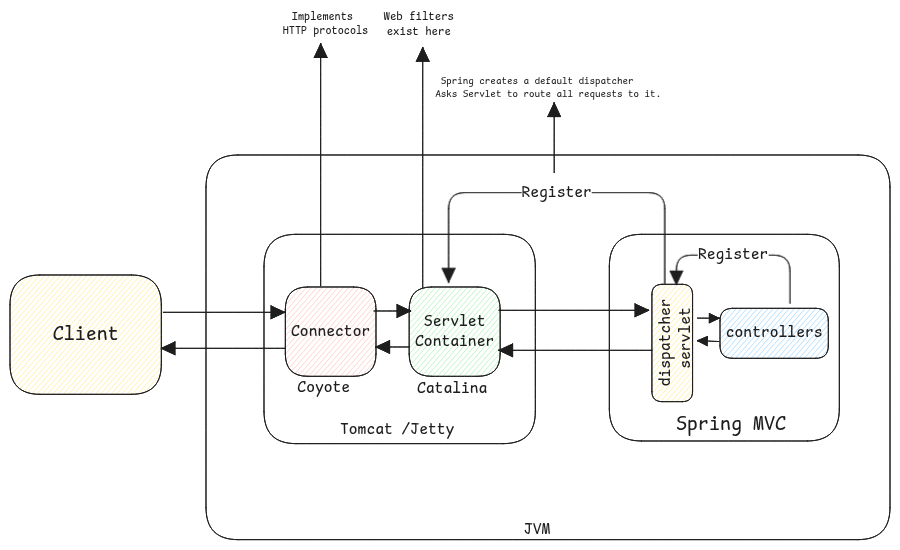 Implements
HTTP protocols
Web filters
exist here
Spring creates a default dispatcher
Asks Servlet to route all requests to it.
Register
Register
Client
Connector
Servlet
Container
dispatcher
servlet
controllers
Coyote
Catalina
Tomcat /Jetty
Spring MVC
JVM